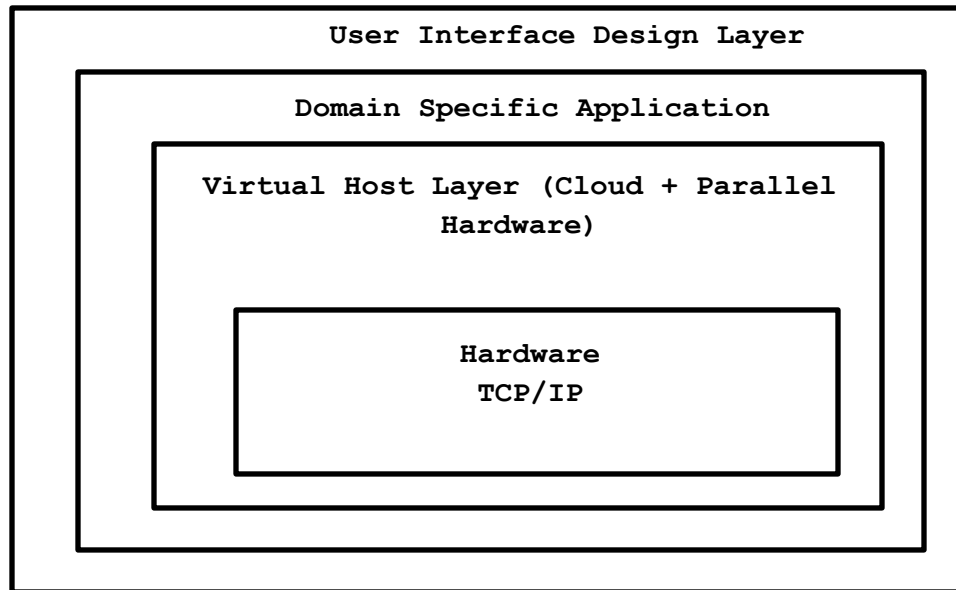 User Interface Design Layer
Domain Specific Application
Virtual Host Layer (Cloud + Parallel
Hardware)
Hardware
TCP/IP